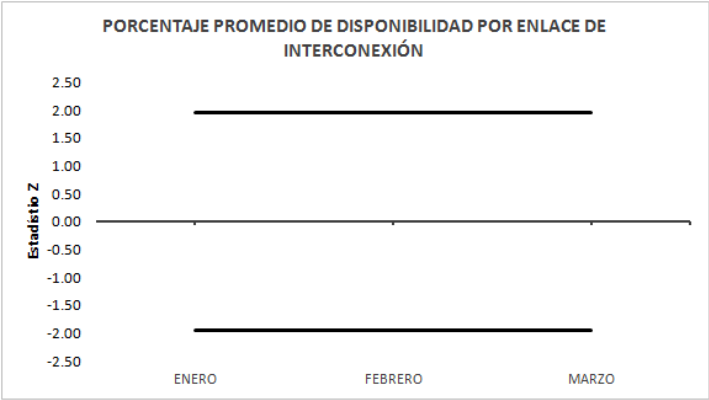 PORCENTAJE PROMEDIO DE DISPONIBILIDAD POR ENLACE DE
INTERCONEXIÓN
2.50
2.00
1.50
1.00
0.50
0.00
-0.50
-1.00
-1.50
-2.00
-2.50
Estadístio Z
ENERO
FEBRERO
MARZO